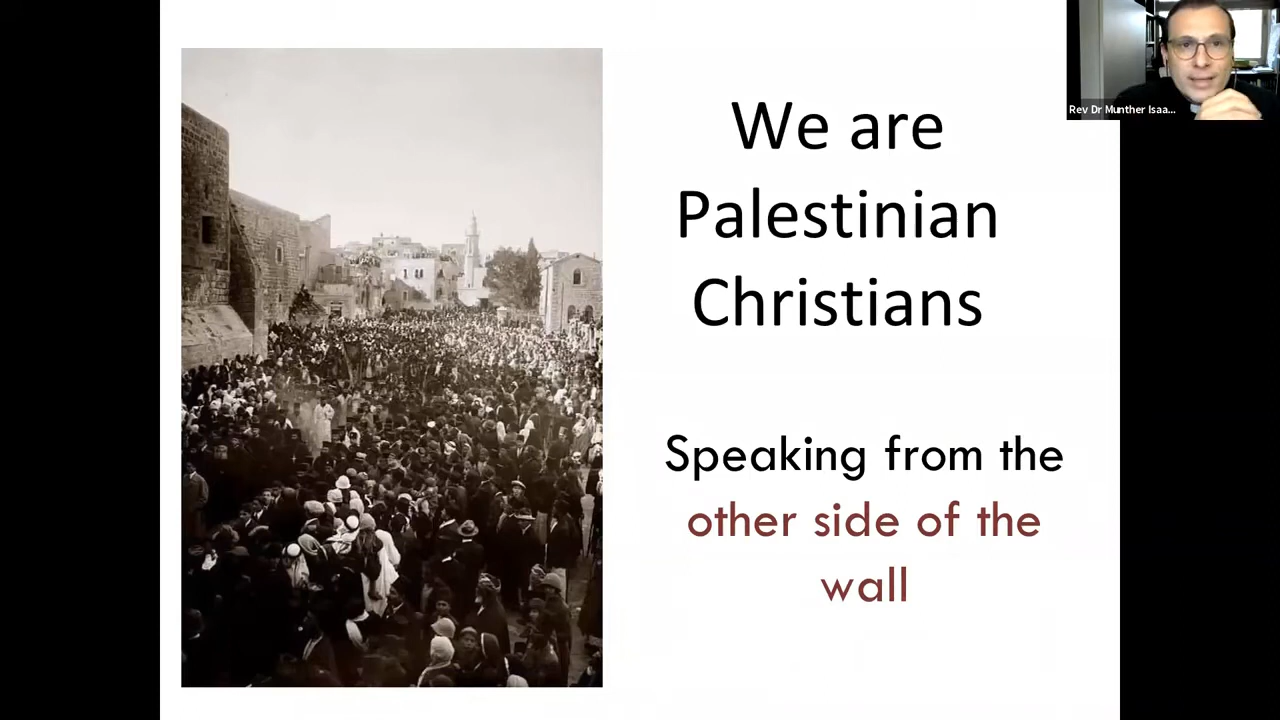 We are
Palestinian
Christians
Speaking from the
other side of the
wall
Rev Dr Munther Isaa...